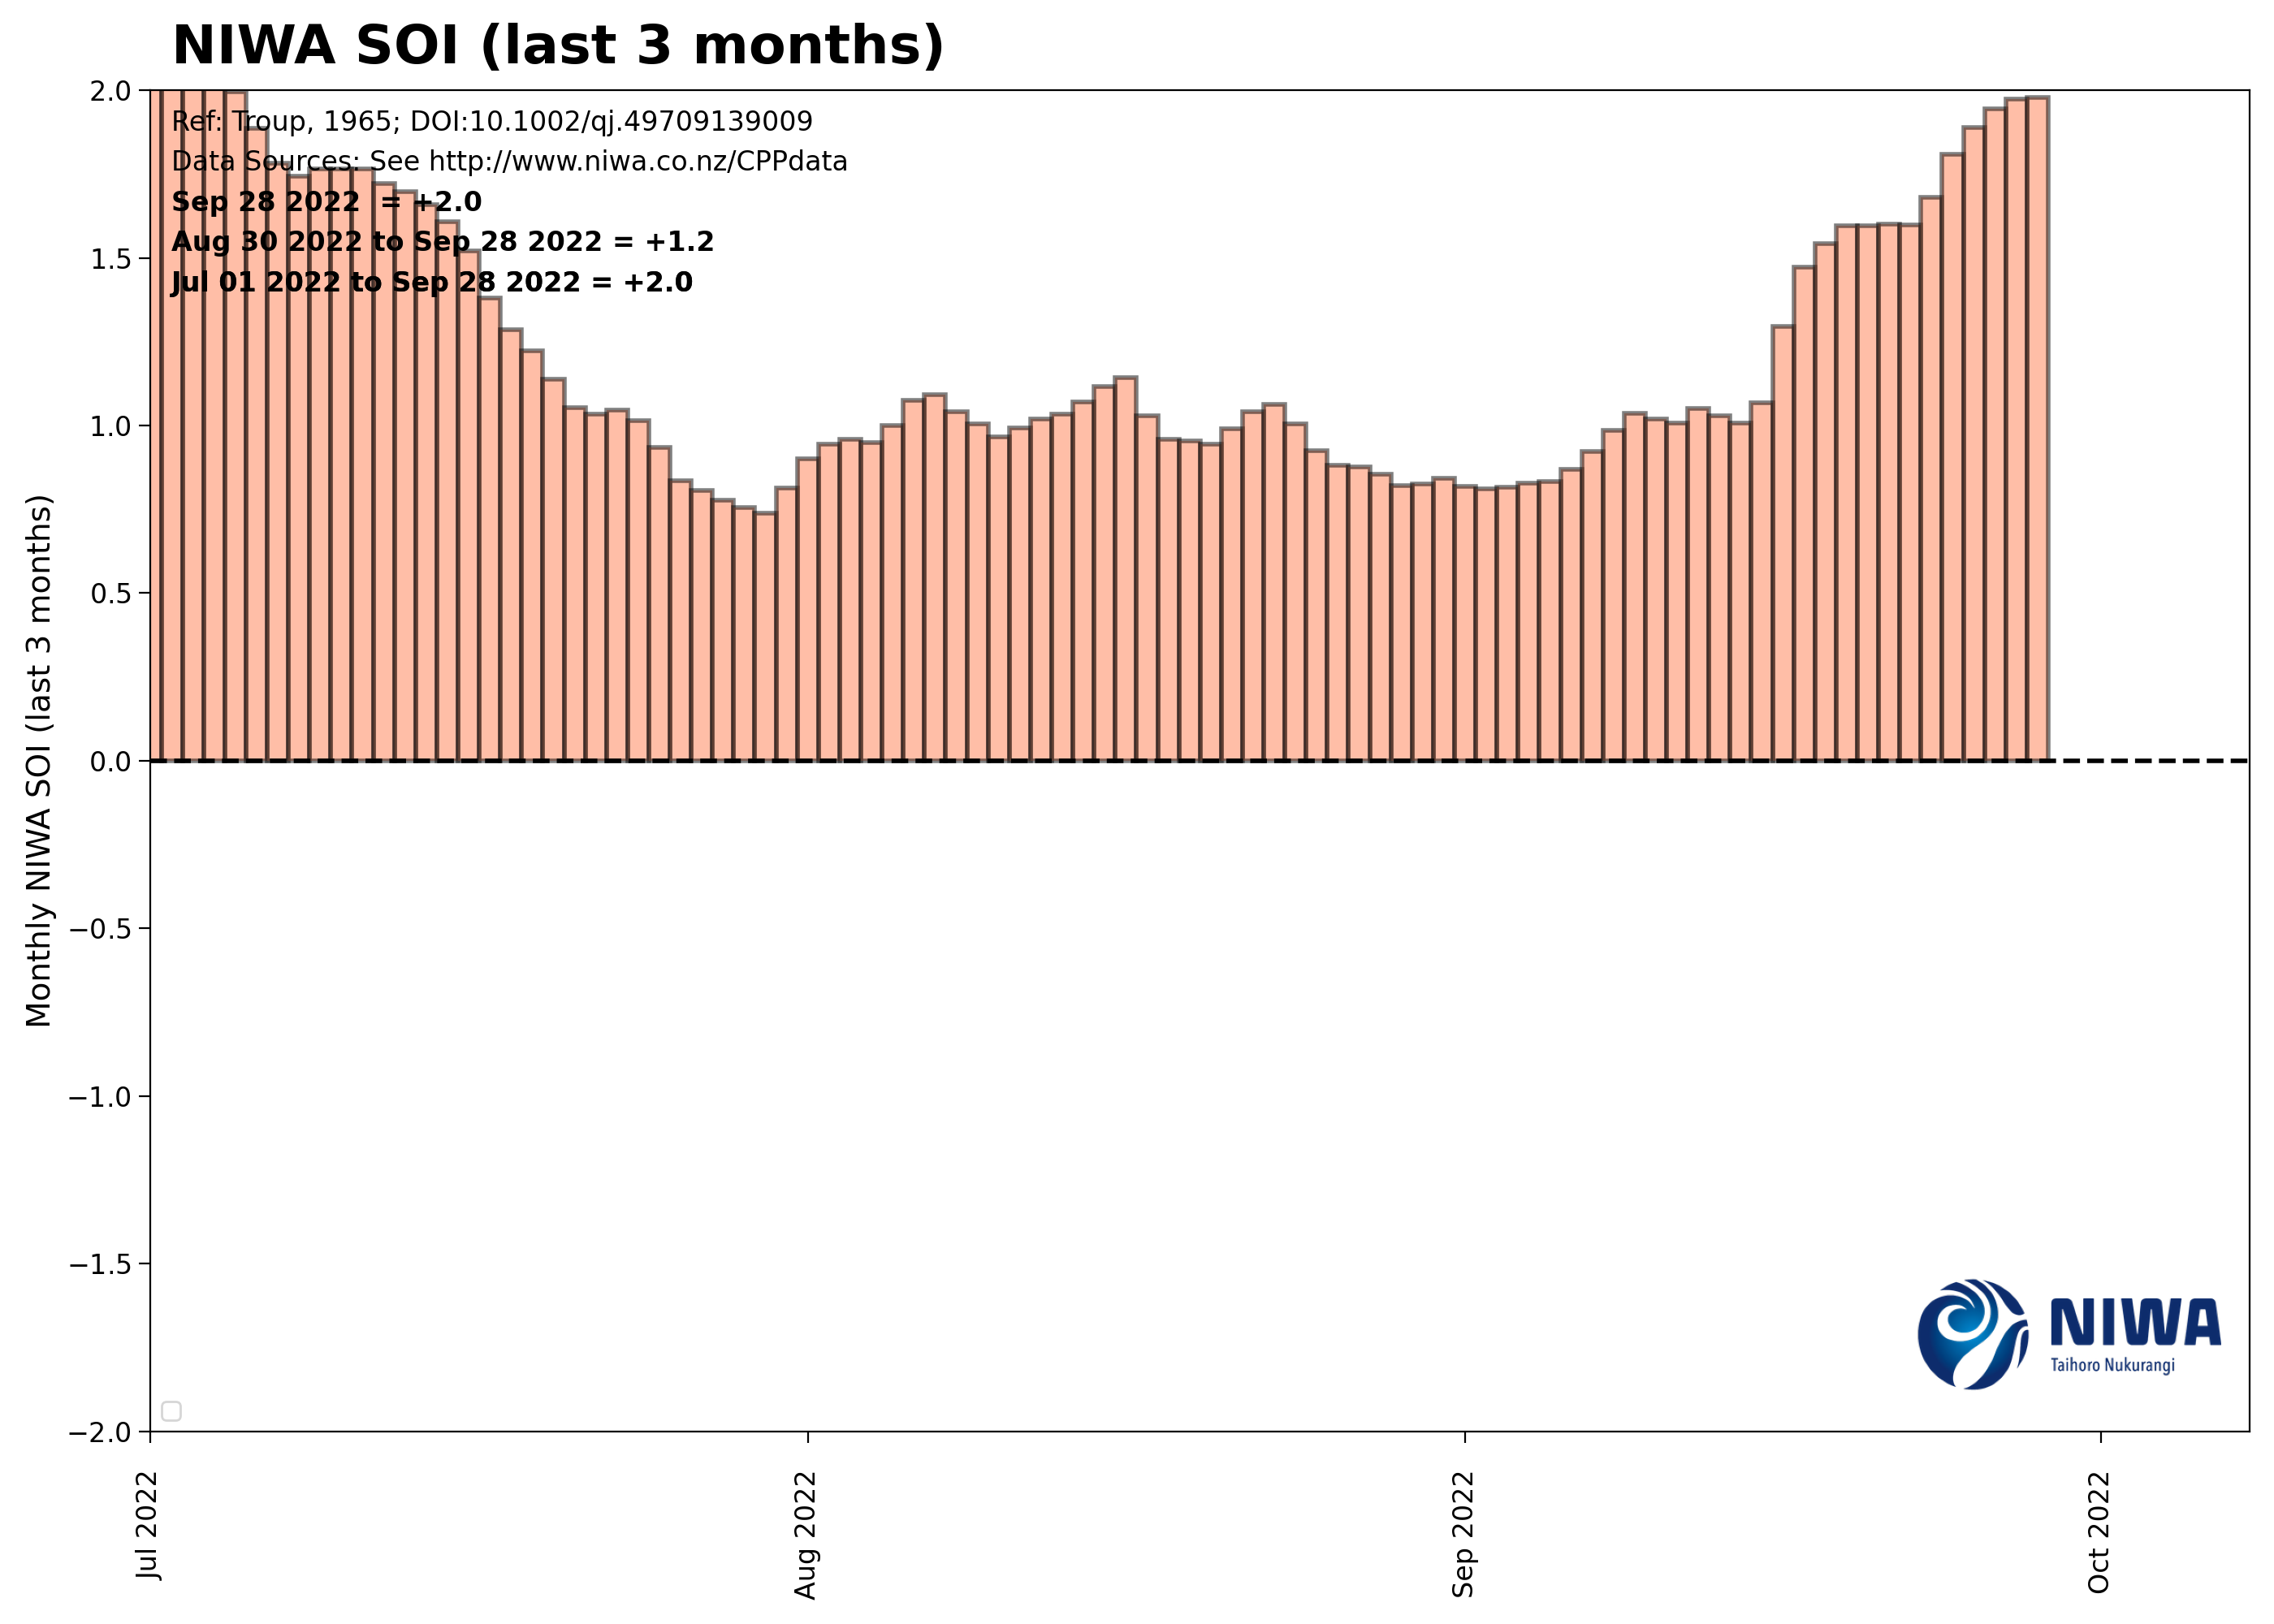 NIWA SOI (last 3 months)
Ref: Troup, 1965; DOI:10.1002/qj.49709139009
Data Sources: See http://www.niwa.co.nz/CPPdata
Sep 28 2022 = +2.0
Aug 30 2022 to Sep 28 2022 = +1.2
Jul 01 2022 to Sep 28 2022 = +2.0
Monthly NIWA SOI (last 3 months)
2.0
1.5
1.0
0.5
0.0
−0.5
−1.0
−1.5
−2.0
Jul 2022
Aug 2022
Sep 2022
Oct 2022
NIWA
Taihoro Nukurangi